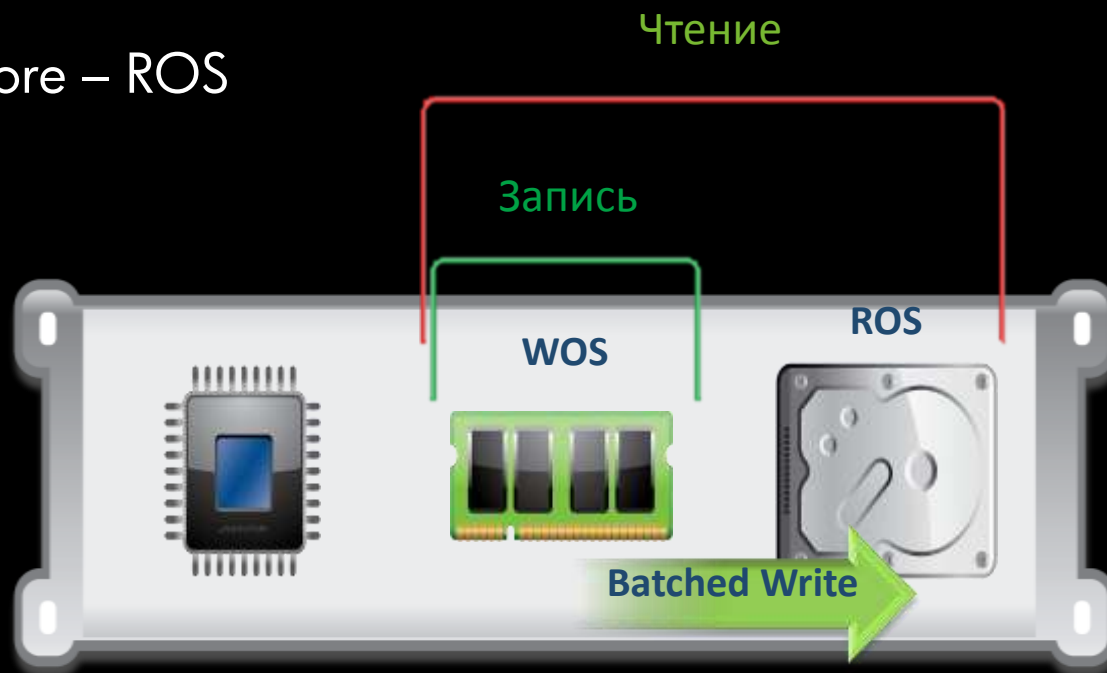 Чтение
ore – ROS
Запись
ROS
WOS
Batched Write